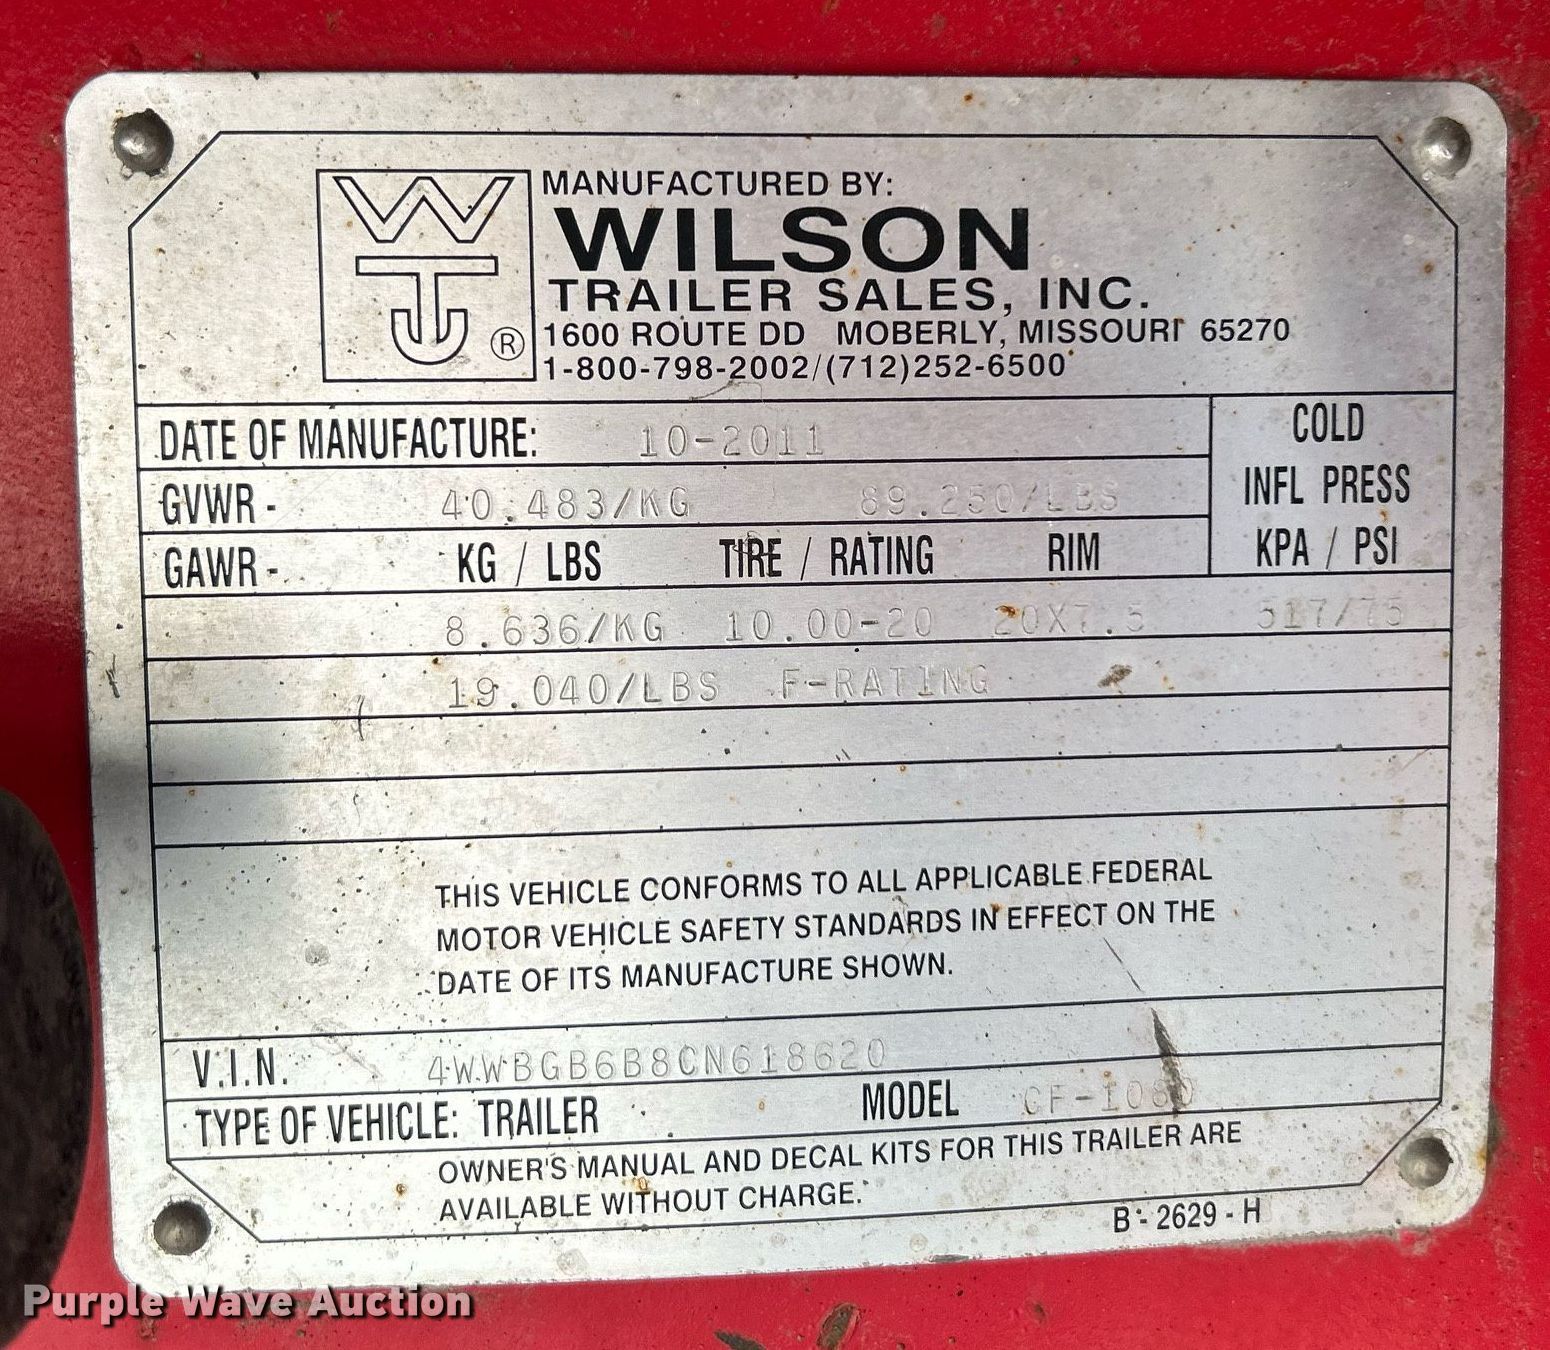 WTJ ®
MANUFACTURED BY:
WILSON
TRAILER SALES, INC.
1600 ROUTE DD MOBERLY, MISSOURI 65270
1-800-798-2002/(712)252-6500
DATE OF MANUFACTURE: 10-2011
COLD
INFL PRESS
KPA / PSI
GVWR - 40.483/KG 89.250/LBS
GAWR - KG / LBS TIRE / RATING RIM
8.636/KG 10.00-20 20X7.5 517/75
19.040/LBS F-RATING
THIS VEHICLE CONFORMS TO ALL APPLICABLE FEDERAL
MOTOR VEHICLE SAFETY STANDARDS IN EFFECT ON THE
DATE OF ITS MANUFACTURE SHOWN.
V.I.N. 4WWBGB6B8CN618620
TYPE OF VEHICLE: TRAILER MODEL CF-1080
OWNER'S MANUAL AND DECAL KITS FOR THIS TRAILER ARE
AVAILABLE WITHOUT CHARGE.
B - 2629 - H
Purple Wave Auction